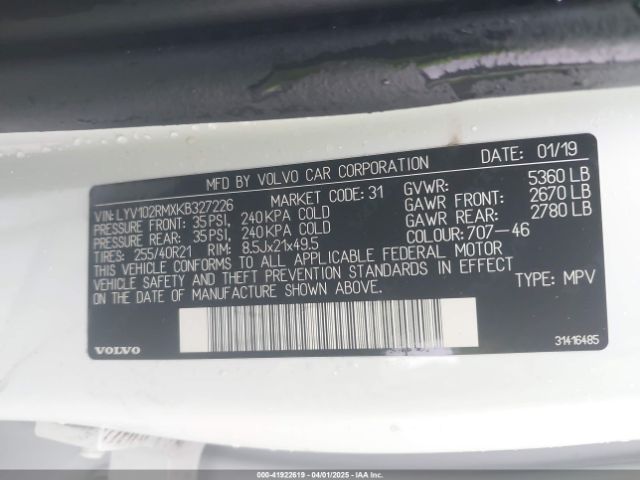 MFD BY VOLVO CAR CORPORATION DATE: 01/19
VIN: LYV102RMXKB327226 MARKET CODE: 31 GVWR: 5360 LB
PRESSURE FRONT: 35 PSI, 240 KPA COLD GAWR FRONT: 2670 LB
PRESSURE REAR: 35 PSI, 240 KPA COLD GAWR REAR: 2780 LB
TIRES: 255/40R21 RIM: 8.5Jx21x49.5 COLOUR: 707-46
THIS VEHICLE CONFORMS TO ALL APPLICABLE FEDERAL MOTOR
VEHICLE SAFETY AND THEFT PREVENTION STANDARDS IN EFFECT
ON THE DATE OF MANUFACTURE SHOWN ABOVE. TYPE: MPV
VOLVO 31416485
000-41922619 - 04/01/2025 - IAAI.CA